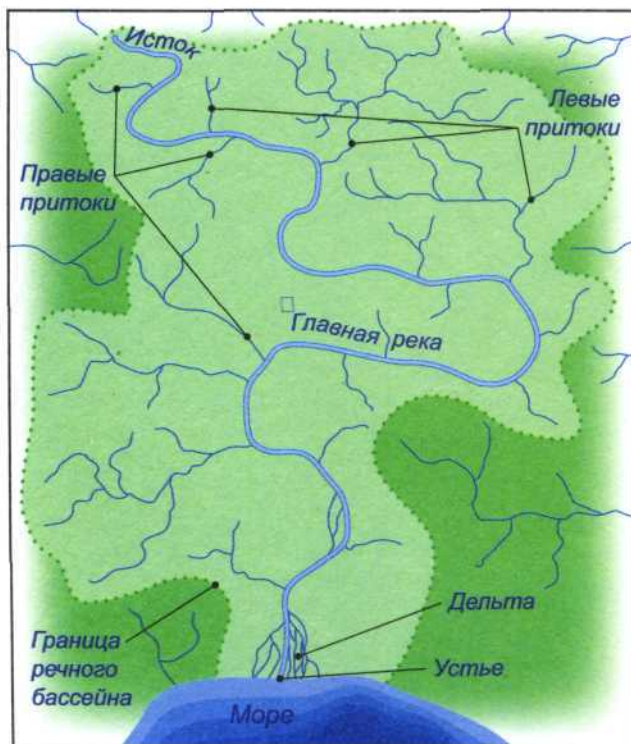 Исток
Левые
притоки
Правые
притоки
Главная река
Дельта
Граница
речного
бассейна
Устье
Море